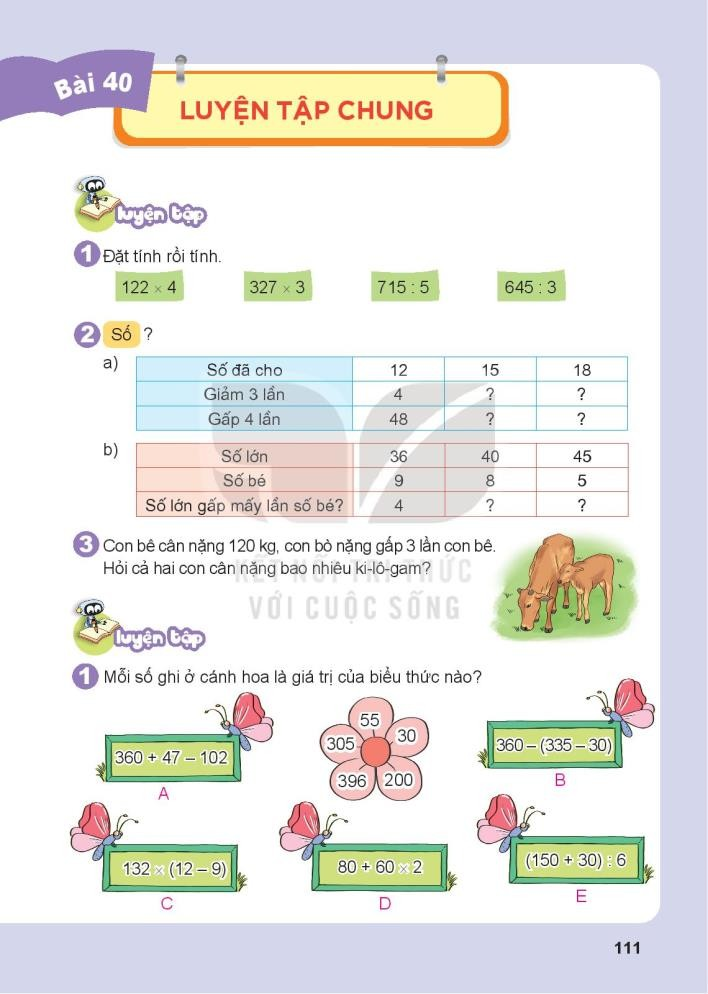 Bài 40
LUYỆN TẬP CHUNG
luyện tập
1 Đặt tính rồi tính.
122 × 4 327 × 3 715 : 5 645 : 3
2 Số ?
a)
Số đã cho 12 15 18
Giảm 3 lần 4 ? ?
Gấp 4 lần 48 ? ?
b)
Số lớn 36 40 45
Số bé 9 8 5
Số lớn gấp mấy lần số bé? 4 ? ?
3 Con bê cân nặng 120 kg, con bò nặng gấp 3 lần con bê.
Hỏi cả hai con cân nặng bao nhiêu ki-lô-gam?
KẾT NỐI TRI THỨC
VỚI CUỘC SỐNG
luyện tập
1 Mỗi số ghi ở cánh hoa là giá trị của biểu thức nào?
360 + 47 – 102
A
55
305
30
396
200
360 – (335 – 30)
B
132 × (12 – 9)
C
80 + 60 × 2
D
(150 + 30) : 6
E
111